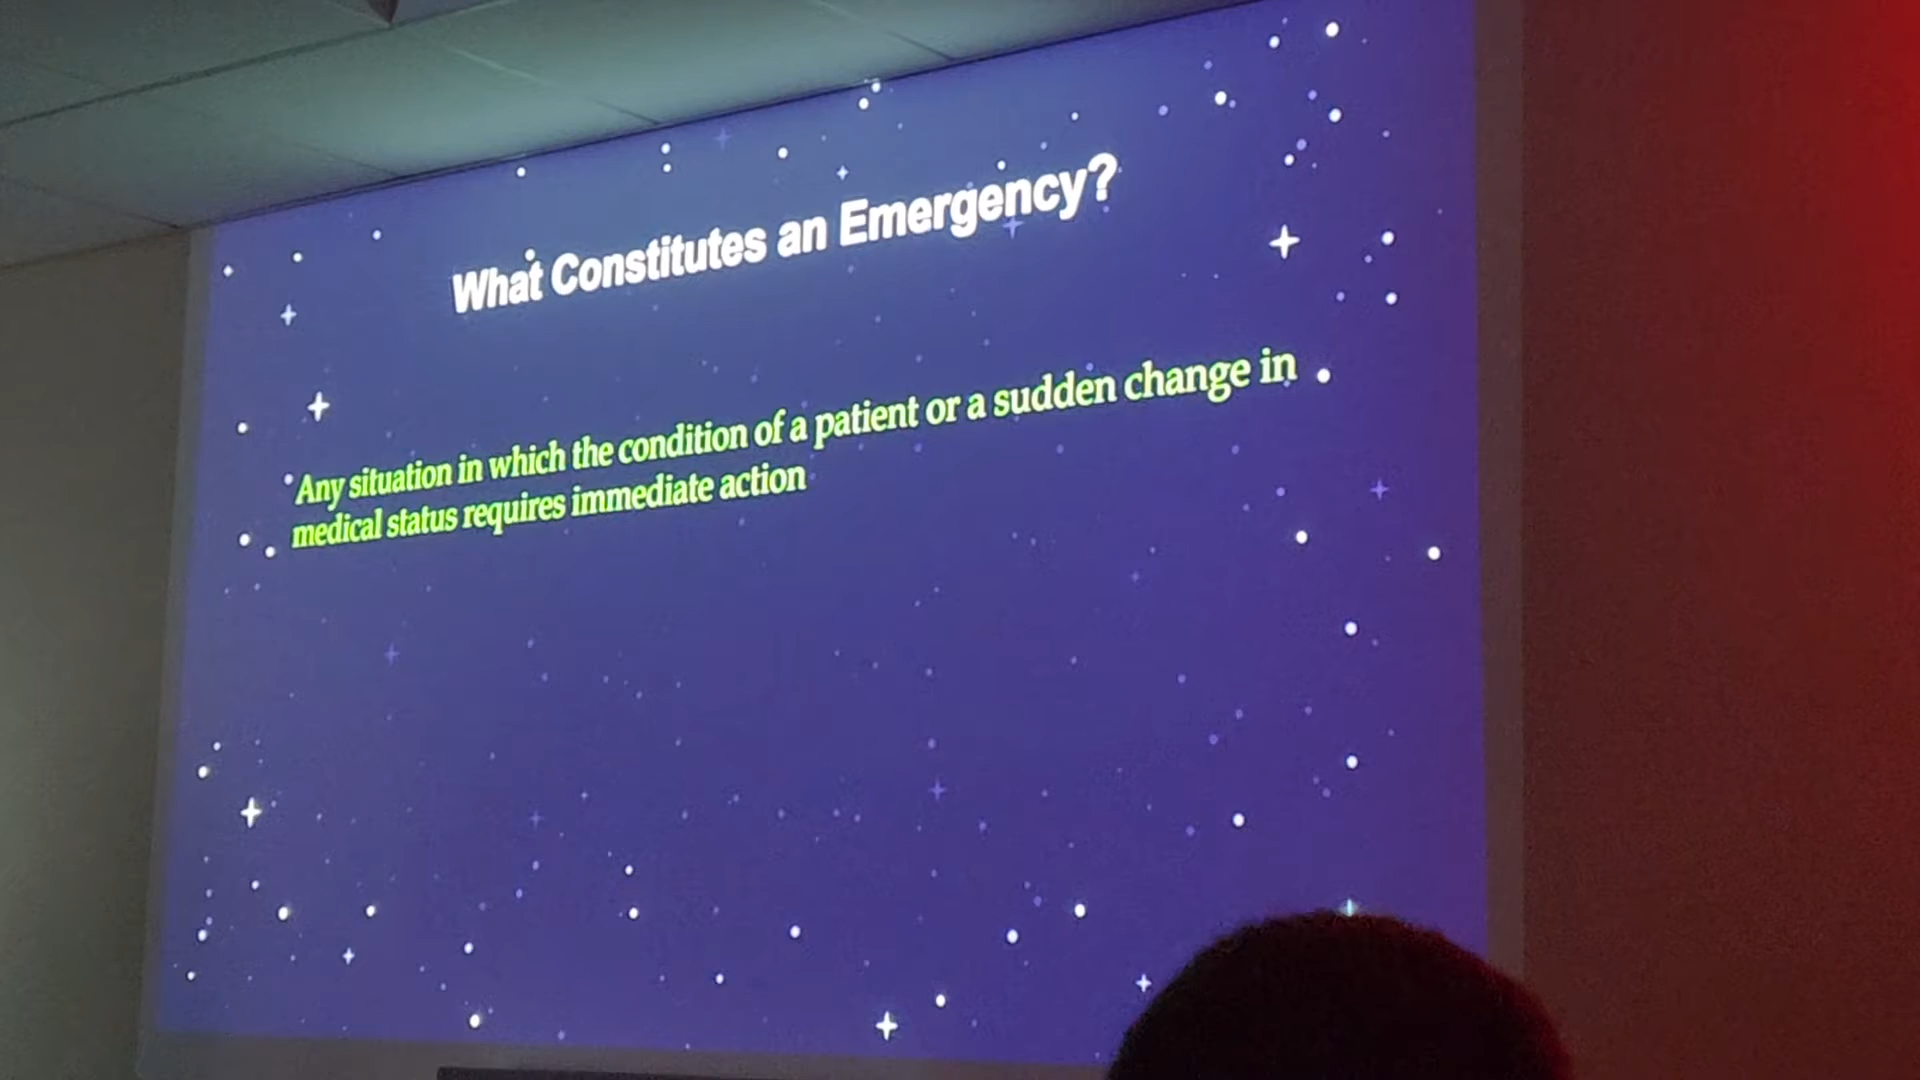 What Constitutes an Emergency?
Any situation in which the condition of a patient or a sudden change in
medical status requires immediate action